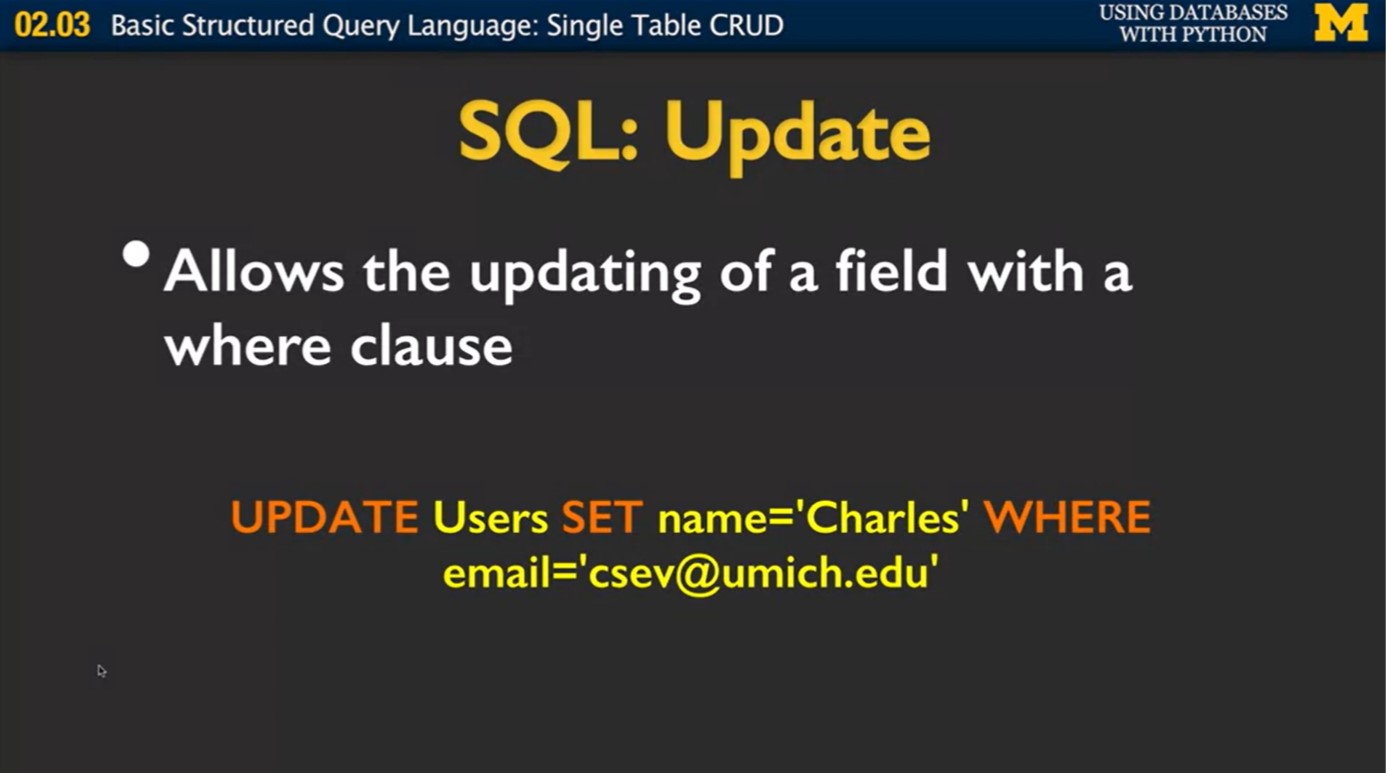 02.03 Basic Structured Query Language: Single Table CRUD
USING DATABASES
WITH PYTHON
M
SQL: Update
• Allows the updating of a field with a
where clause
UPDATE Users SET name='Charles' WHERE
email='csev@umich.edu'